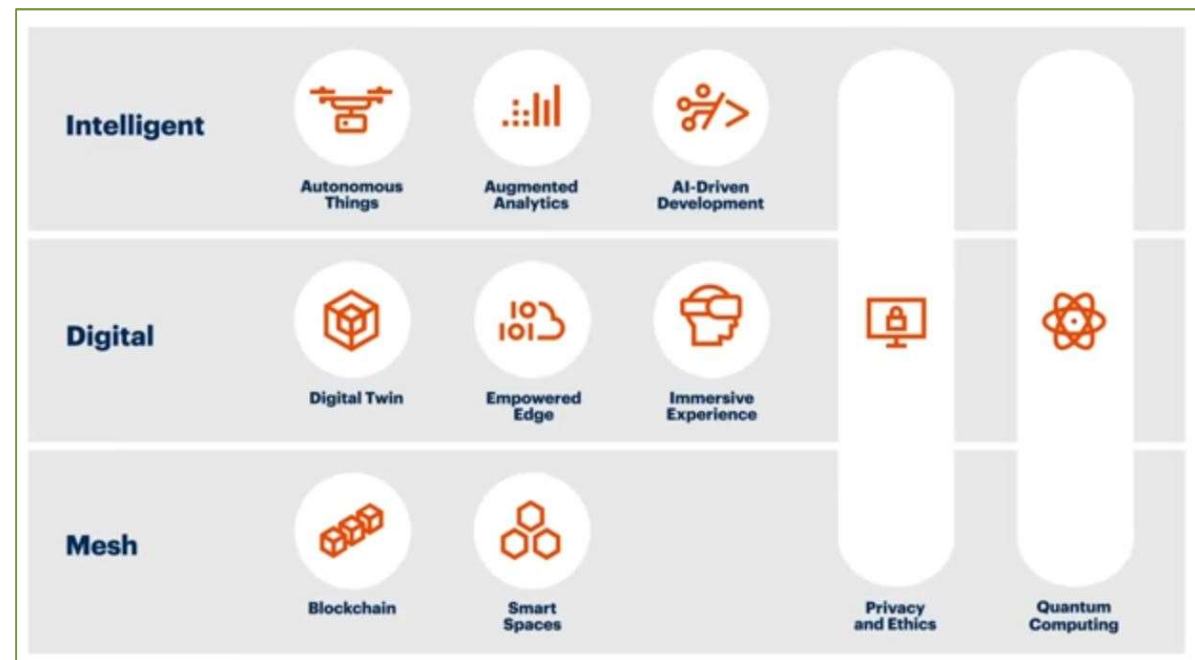 Intelligent
Autonomous
Things
Augmented
Analytics
AI-Driven
Development
Digital
Digital Twin
Empowered
Edge
Immersive
Experience
Mesh
Blockchain
Smart
Spaces
Privacy
and Ethics
Quantum
Computing